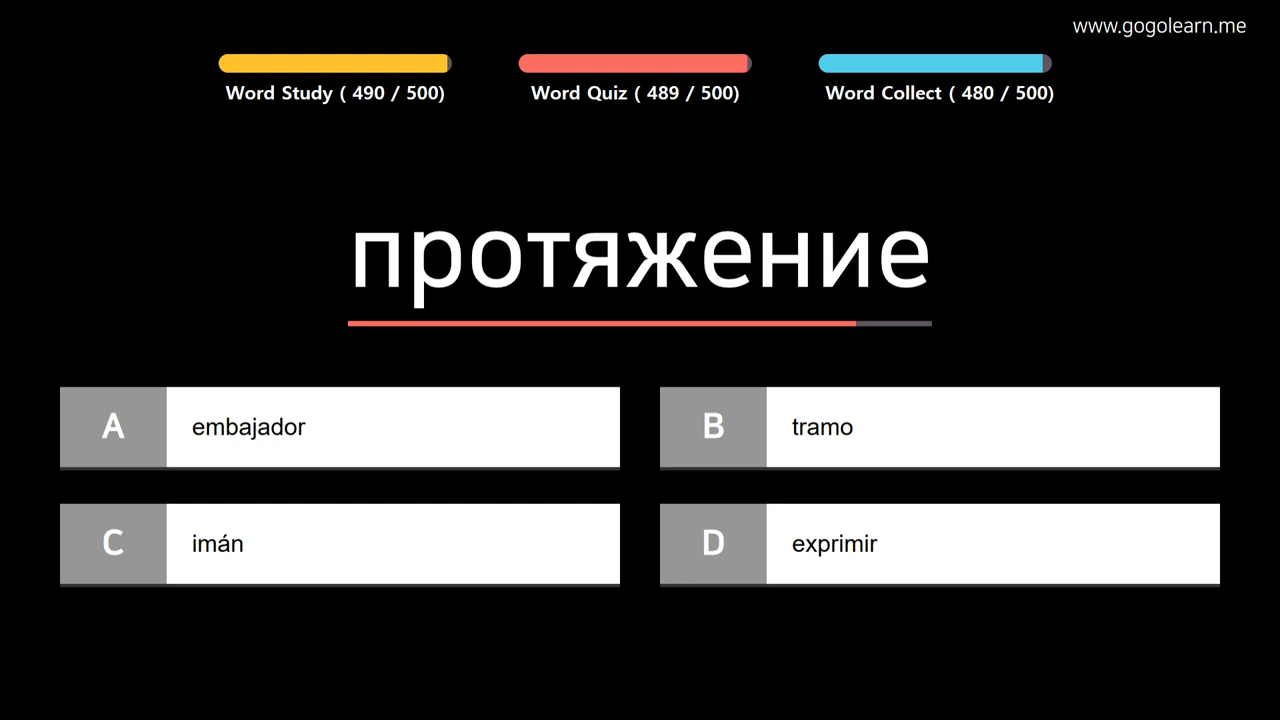 www.gogolearn.me
Word Study ( 490 / 500)
Word Quiz ( 489 / 500)
Word Collect ( 480 / 500)
протяжение
A embajador
B tramo
C imán
D exprimir